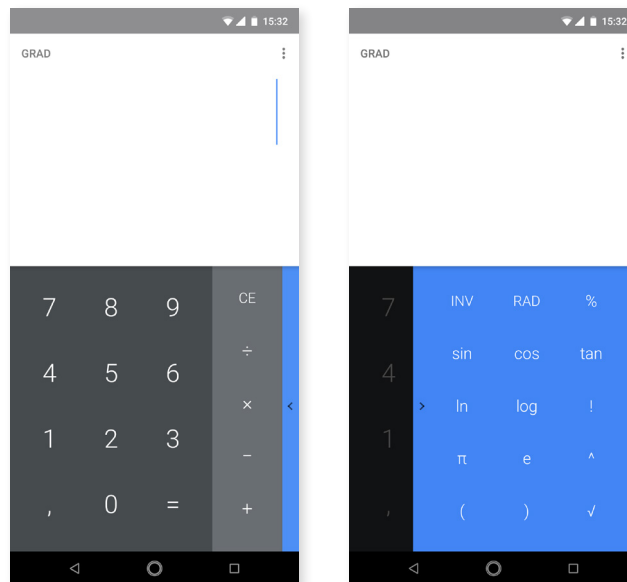 15:32
GRAD
7 8 9 CE
÷
4 5 6
×
1 2 3
−
, 0 = +
15:32
GRAD
7 INV RAD %
sin cos tan
4
ln log !
1
π e ^
, ( ) √